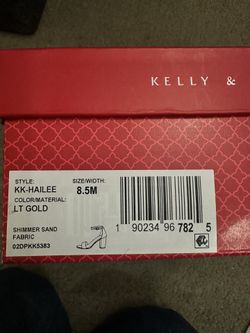 KELLY &
STYLE:
SIZE/WIDTH:
KK-HAILEE
8.5M
COLOR/MATERIAL:
LT GOLD
SHIMMER SAND
FABRIC
02DPKK5383
1 90234 96782 5